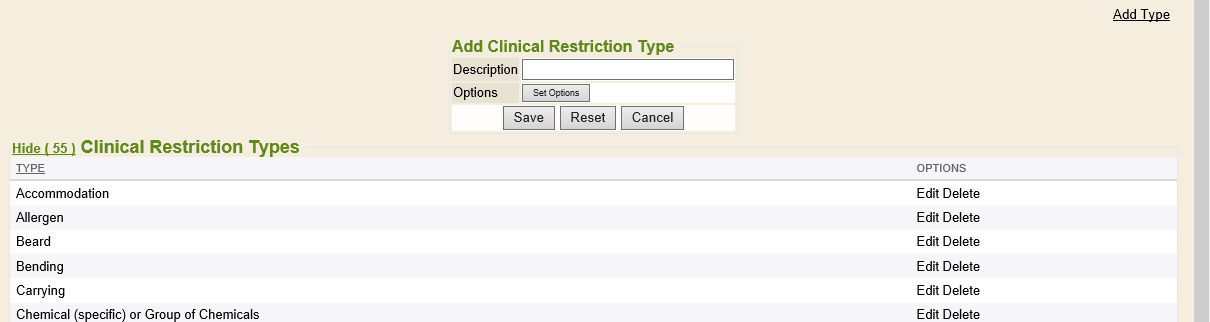 Add Type
Add Clinical Restriction Type
Description
Options Set Options
Save Reset Cancel
Hide ( 55 ) Clinical Restriction Types
TYPE OPTIONS
Accommodation Edit Delete
Allergen Edit Delete
Beard Edit Delete
Bending Edit Delete
Carrying Edit Delete
Chemical (specific) or Group of Chemicals Edit Delete